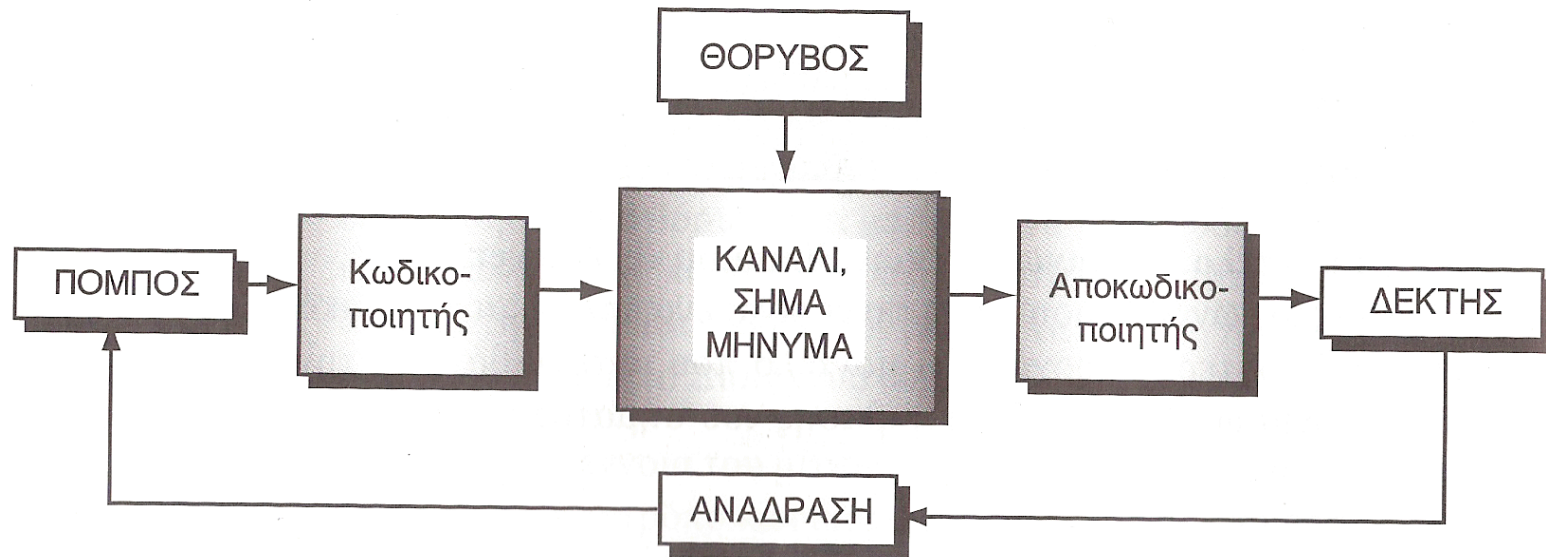 ΘΟΡΥΒΟΣ
ΠΟΜΠΟΣ
Κωδικο-
ποιητής
ΚΑΝΑΛΙ,
ΣΗΜΑ
ΜΗΝΥΜΑ
Αποκωδικο-
ποιητής
ΔΕΚΤΗΣ
ΑΝΑΔΡΑΣΗ